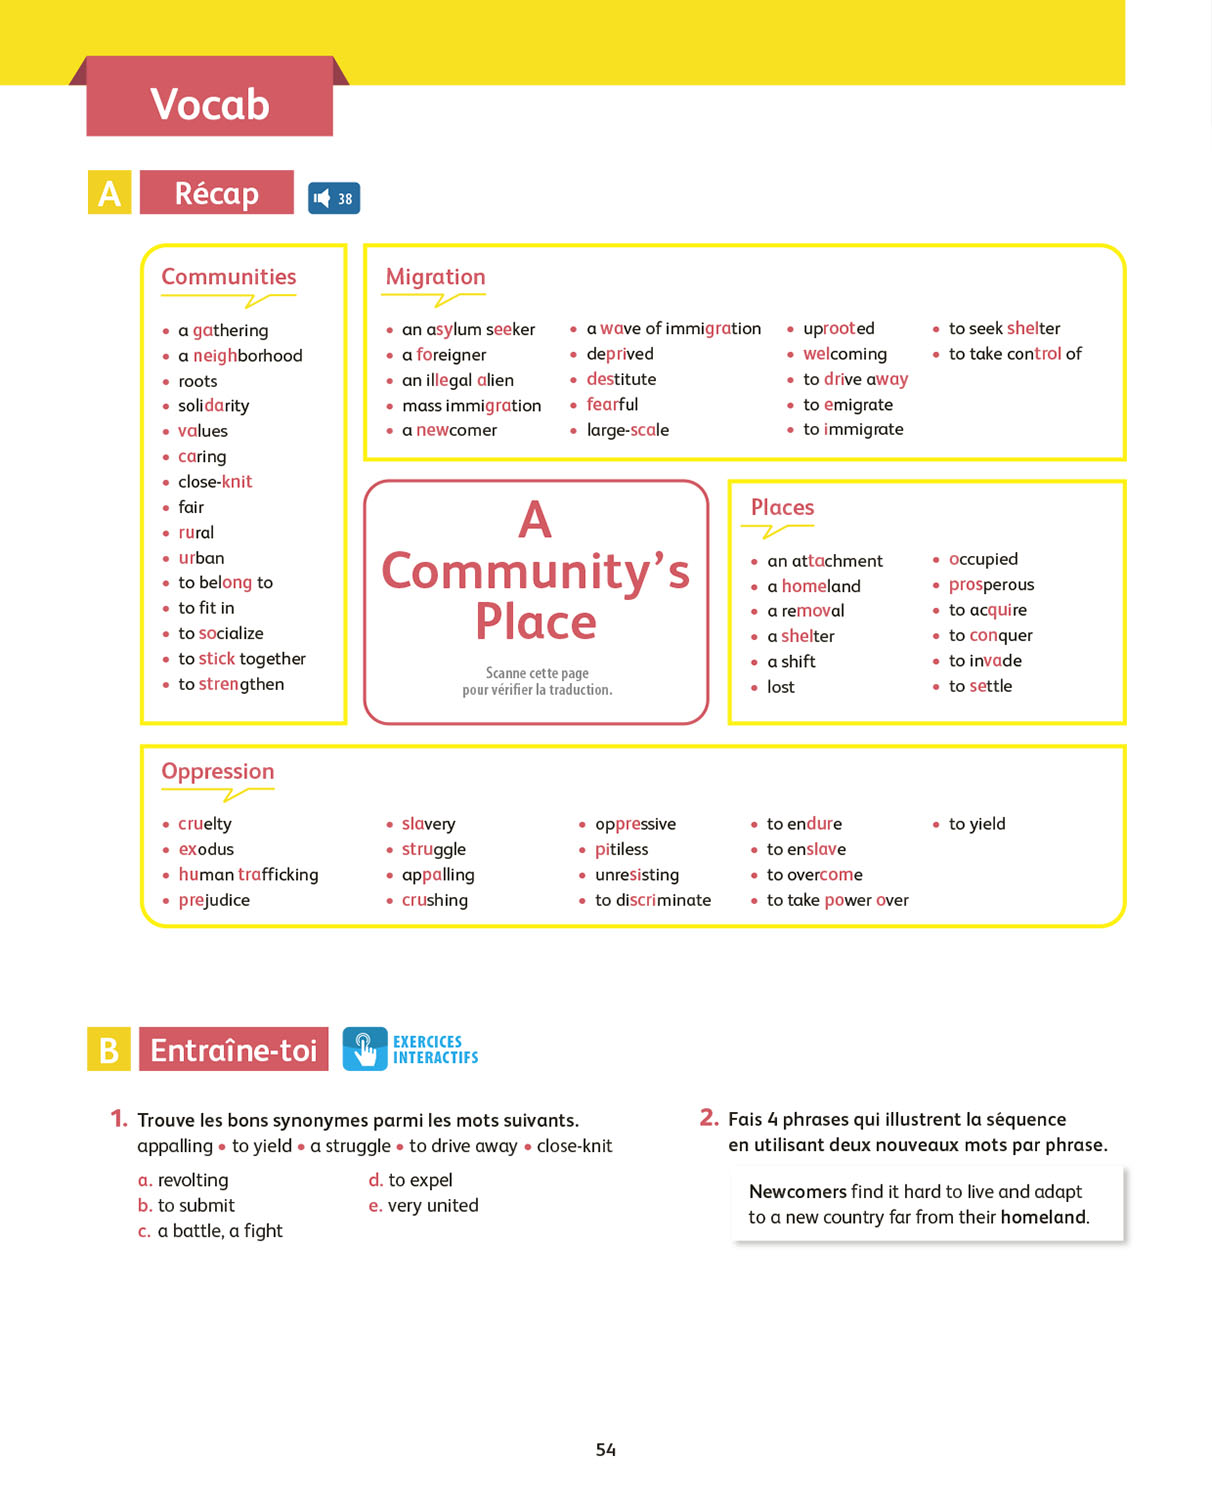 Vocab
A Récap 38
Communities
• a gathering
• a neighborhood
• roots
• solidarity
• values
• caring
• close-knit
• fair
• rural
• urban
• to belong to
• to fit in
• to socialize
• to stick together
• to strengthen
Migration
• an asylum seeker
• a foreigner
• an illegal alien
• mass immigration
• a newcomer
• a wave of immigration
• deprived
• destitute
• fearful
• large-scale
• uprooted
• welcoming
• to drive away
• to emigrate
• to immigrate
• to seek shelter
• to take control of
A
Community’s
Place
Scanne cette page
pour vérifier la traduction.
Places
• an attachment
• a homeland
• a removal
• a shelter
• a shift
• lost
• occupied
• prosperous
• to acquire
• to conquer
• to invade
• to settle
Oppression
• cruelty
• exodus
• human trafficking
• prejudice
• slavery
• struggle
• appalling
• crushing
• oppressive
• pitiless
• unresisting
• to discriminate
• to endure
• to enslave
• to overcome
• to take power over
• to yield
B Entraîne-toi
EXERCICES
INTERACTIFS
1. Trouve les bons synonymes parmi les mots suivants.
appalling • to yield • a struggle • to drive away • close-knit
a. revolting
b. to submit
c. a battle, a fight
d. to expel
e. very united
2. Fais 4 phrases qui illustrent la séquence
en utilisant deux nouveaux mots par phrase.
Newcomers find it hard to live and adapt
to a new country far from their homeland.
54